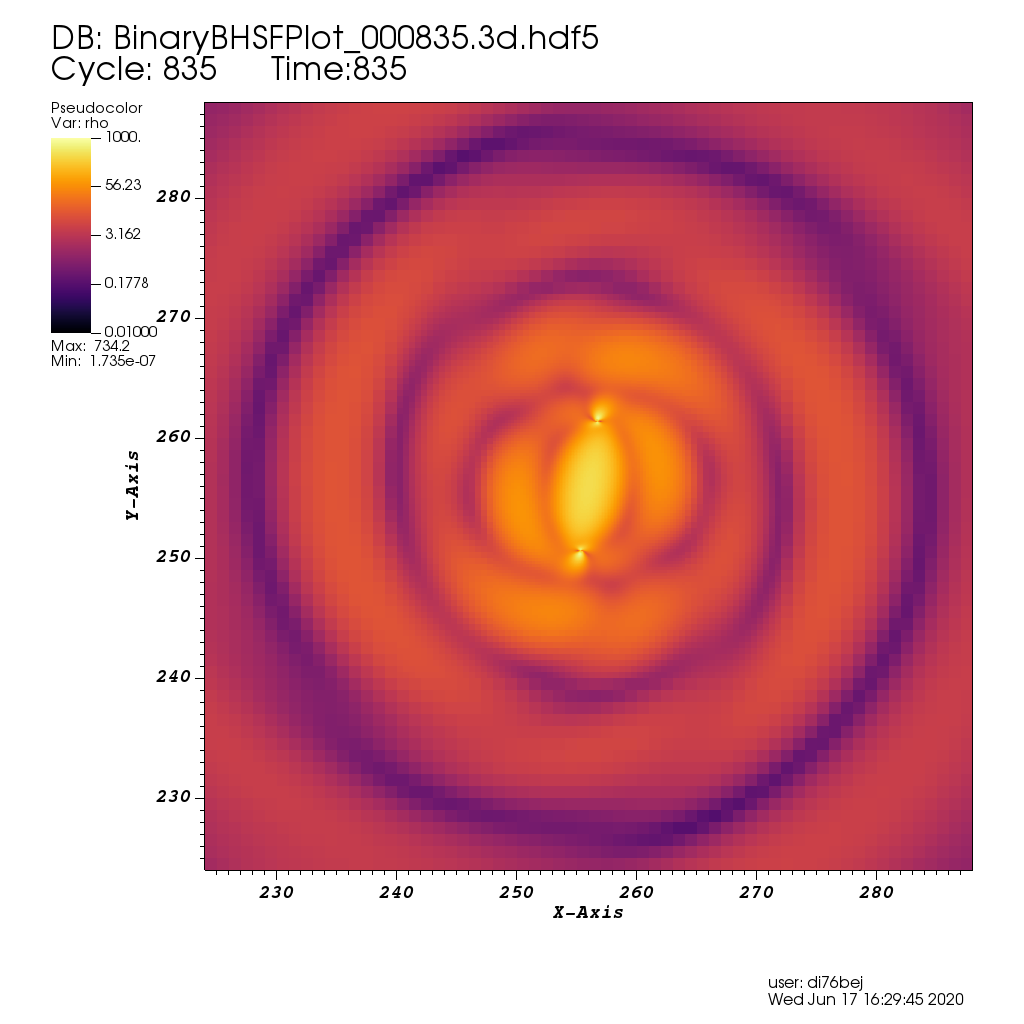 DB: BinaryBHSFPlot_000835.3d.hdf5
Cycle: 835 Time:835
Pseudocolor
Var: rho
1000.
56.23
3.162
0.1778
0.01000
Max: 734.2
Min: 1.735e-07
280
270
260
250
240
230
Y-Axis
230 240 250 260 270 280
X-Axis
user: di76bej
Wed Jun 17 16:29:45 2020